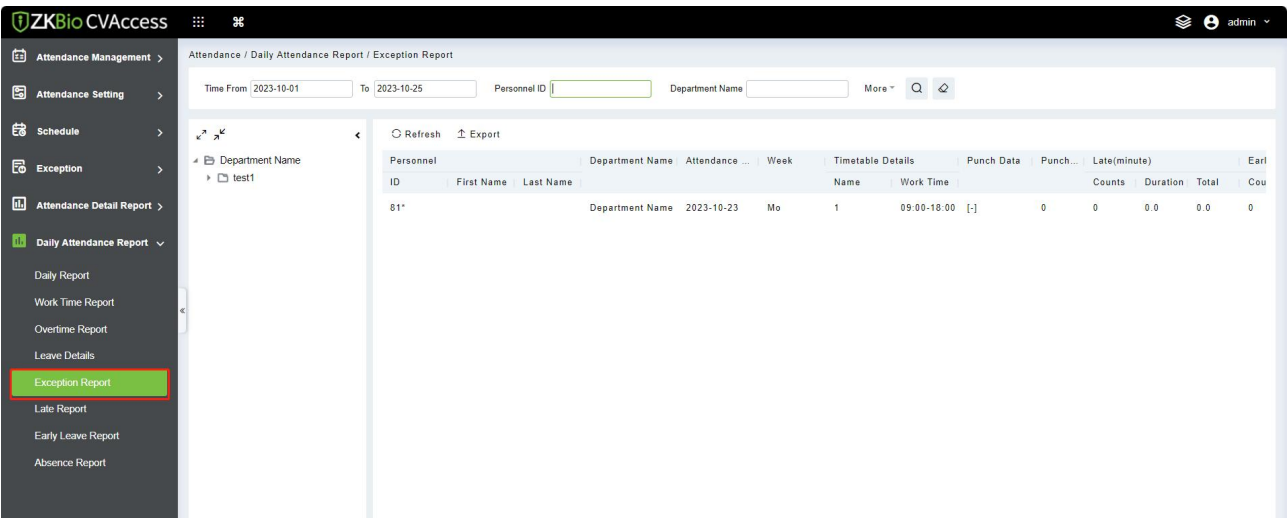 ZKBio CVAccess
admin
Attendance Management
Attendance Setting
Schedule
Exception
Attendance Detail Report
Daily Attendance Report
Daily Report
Work Time Report
Overtime Report
Leave Details
Exception Report
Late Report
Early Leave Report
Absence Report
Attendance / Daily Attendance Report / Exception Report
Time From 2023-10-01 To 2023-10-25 Personnel ID Department Name More
Department Name
test1
Refresh Export
Personnel Department Name Attendance ... Week Timetable Details Punch Data Punch... Late(minute) Earl
ID First Name Last Name Name Work Time Counts Duration Total Cou
81* Department Name 2023-10-23 Mo 1 09:00-18:00 [-] 0 0 0.0 0.0 0